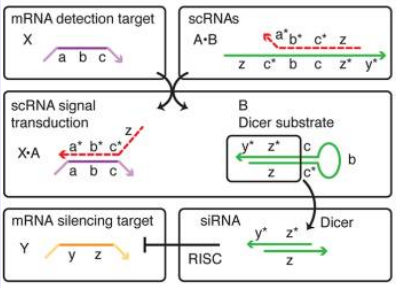 mRNA detection target
X
a b c
scRNAs
A•B
a* b* c* z
z c* b c z* y*
scRNA signal
transduction
z
X•A
a* b* c*
a b c
B
Dicer substrate
y* z* c
b
z c*
mRNA silencing target
Y
y z
siRNA
Dicer
y* z*
RISC
z